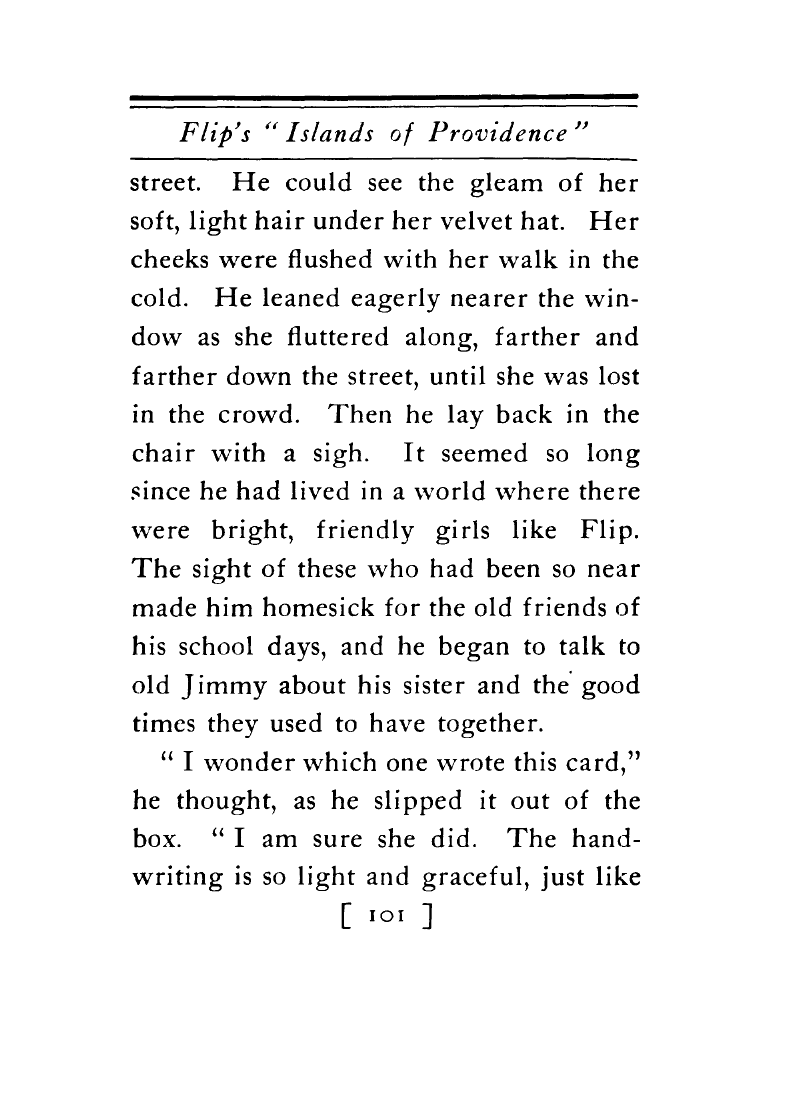 Flip's " Islands of Providence "
street. He could see the gleam of her
soft, light hair under her velvet hat. Her
cheeks were flushed with her walk in the
cold. He leaned eagerly nearer the win-
dow as she fluttered along, farther and
farther down the street, until she was lost
in the crowd. Then he lay back in the
chair with a sigh. It seemed so long
since he had lived in a world where there
were bright, friendly girls like Flip.
The sight of these who had been so near
made him homesick for the old friends of
his school days, and he began to talk to
old Jimmy about his sister and the good
times they used to have together.
" I wonder which one wrote this card,"
he thought, as he slipped it out of the
box. " I am sure she did. The hand-
writing is so light and graceful, just like
[ 101 ]